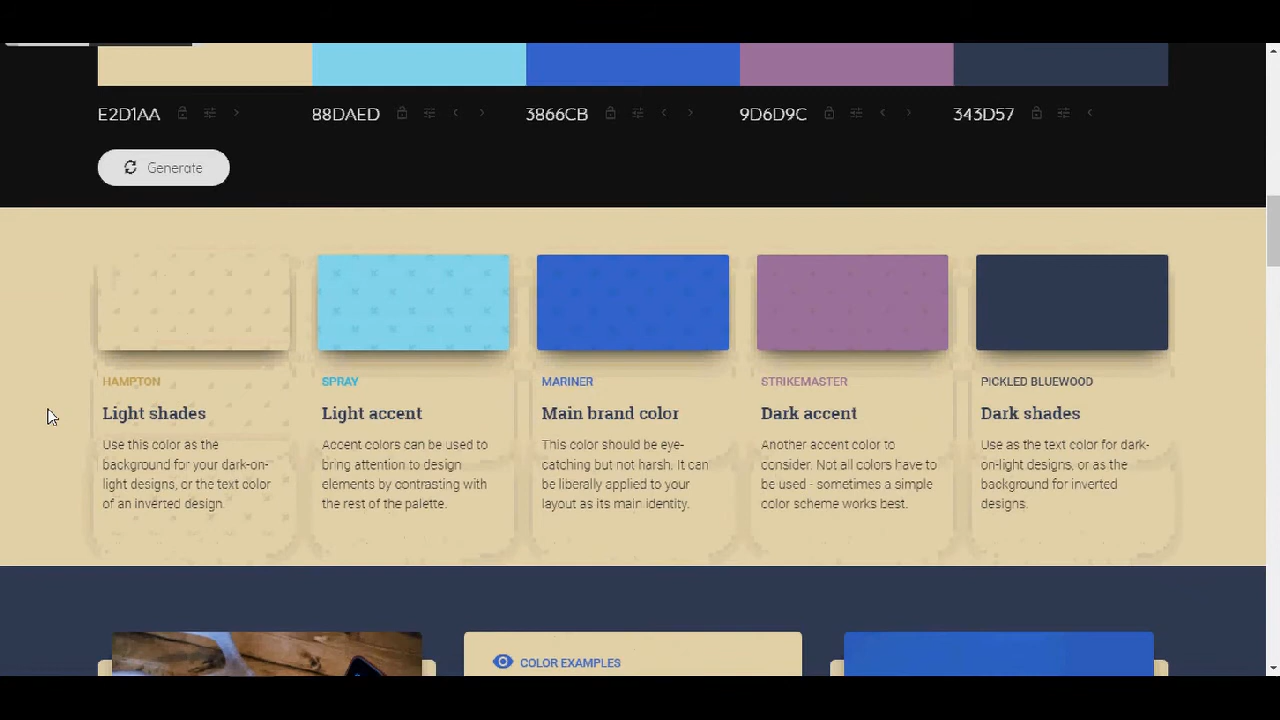 E2D1AA 88DAED 3866CB 9D6D9C 343D57
Generate
HAMPTON
Light shades
Use this color as the
background for your dark-on-
light designs, or the text color
of an inverted design.
SPRAY
Light accent
Accent colors can be used to
bring attention to design
elements by contrasting with
the rest of the palette.
MARINER
Main brand color
This color should be eye-
catching but not harsh. It can
be liberally applied to your
layout as its main identity.
STRIKEMASTER
Dark accent
Another accent color to
consider. Not all colors have to
be used - sometimes a simple
color scheme works best.
PICKLED BLUEWOOD
Dark shades
Use as the text color for dark-
on-light designs, or as the
background for inverted
designs.
COLOR EXAMPLES